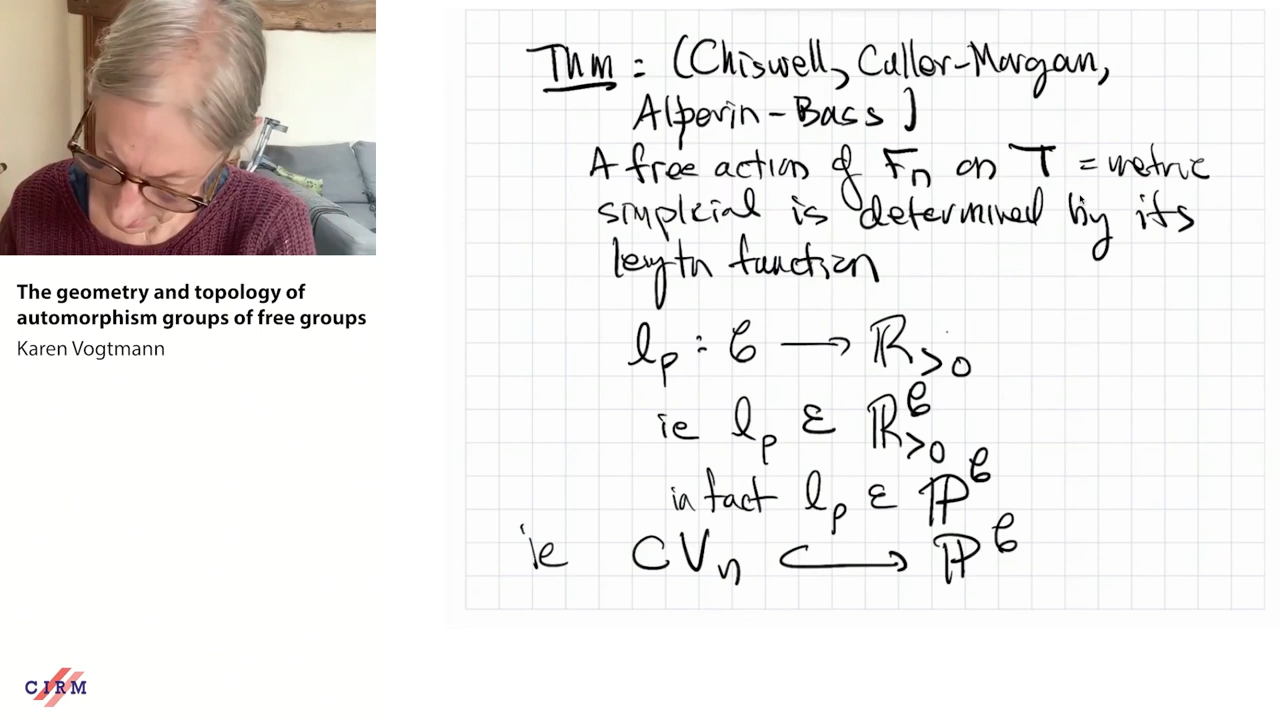 Thm : (Chiswell, Culler-Morgan,
Alperin-Bass)
A free action of Fn on T = metric
simplicial is determined by its
length function
lp : C → R>0
ie lp ε R>0^C
in fact lp ε P^C
ie CVn ↪ P^C
The geometry and topology of
automorphism groups of free groups
Karen Vogtmann
CIRM